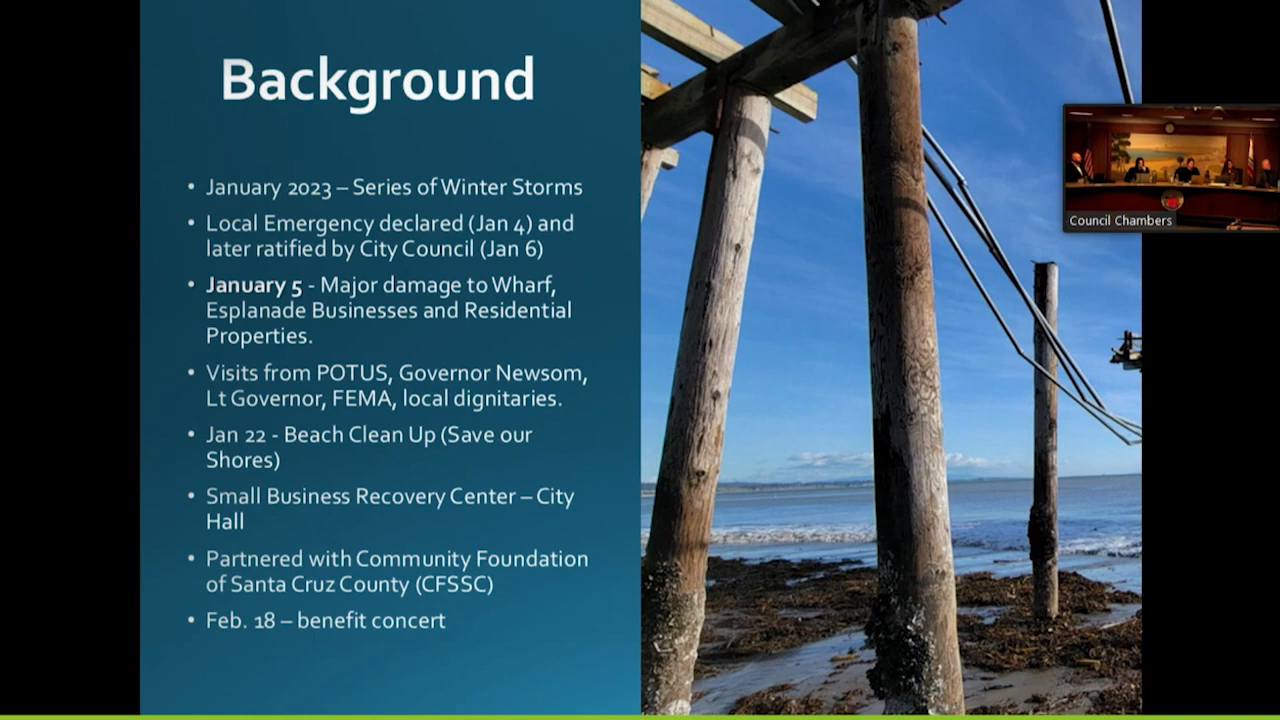 Background
• January 2023 – Series of Winter Storms
• Local Emergency declared (Jan 4) and
later ratified by City Council (Jan 6)
• January 5 - Major damage to Wharf,
Esplanade Businesses and Residential
Properties.
• Visits from POTUS, Governor Newsom,
Lt Governor, FEMA, local dignitaries.
• Jan 22 - Beach Clean Up (Save our
Shores)
• Small Business Recovery Center – City
Hall
• Partnered with Community Foundation
of Santa Cruz County (CFSSC)
• Feb. 18 – benefit concert
Council Chambers